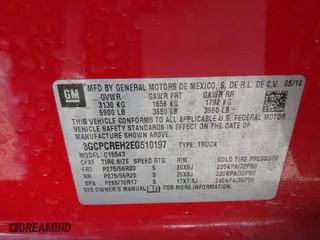 GM
MFD BY GENERAL MOTORS DE MEXICO, S. DE R.L. DE C.V. 05/14
GVWR GAWR FRT GAWR RR
3130 KG 1656 KG 1792 KG
6900 LB 3650 LB 3950 LB
THIS VEHICLE CONFORMS TO ALL APPLICABLE U.S. FEDERAL MOTOR
VEHICLE SAFETY STANDARDS IN EFFECT ON THE DATE OF
MANUFACTURE SHOWN ABOVE.
3GCPCREH2EG510197 TYPE: TRUCK
MODEL: C15543
TIRE SIZE SPEED RTG RIM COLD TIRE PRESSURE
FRT P275/55R20 S 20X9J 220KPA(32PSI)
RR P275/55R20 S 20X9J 220KPA(32PSI)
SPA P265/70R17 S 17X7.5J 240KPA(35PSI)
SEE OWNER'S MANUAL FOR MORE INFORMATION.